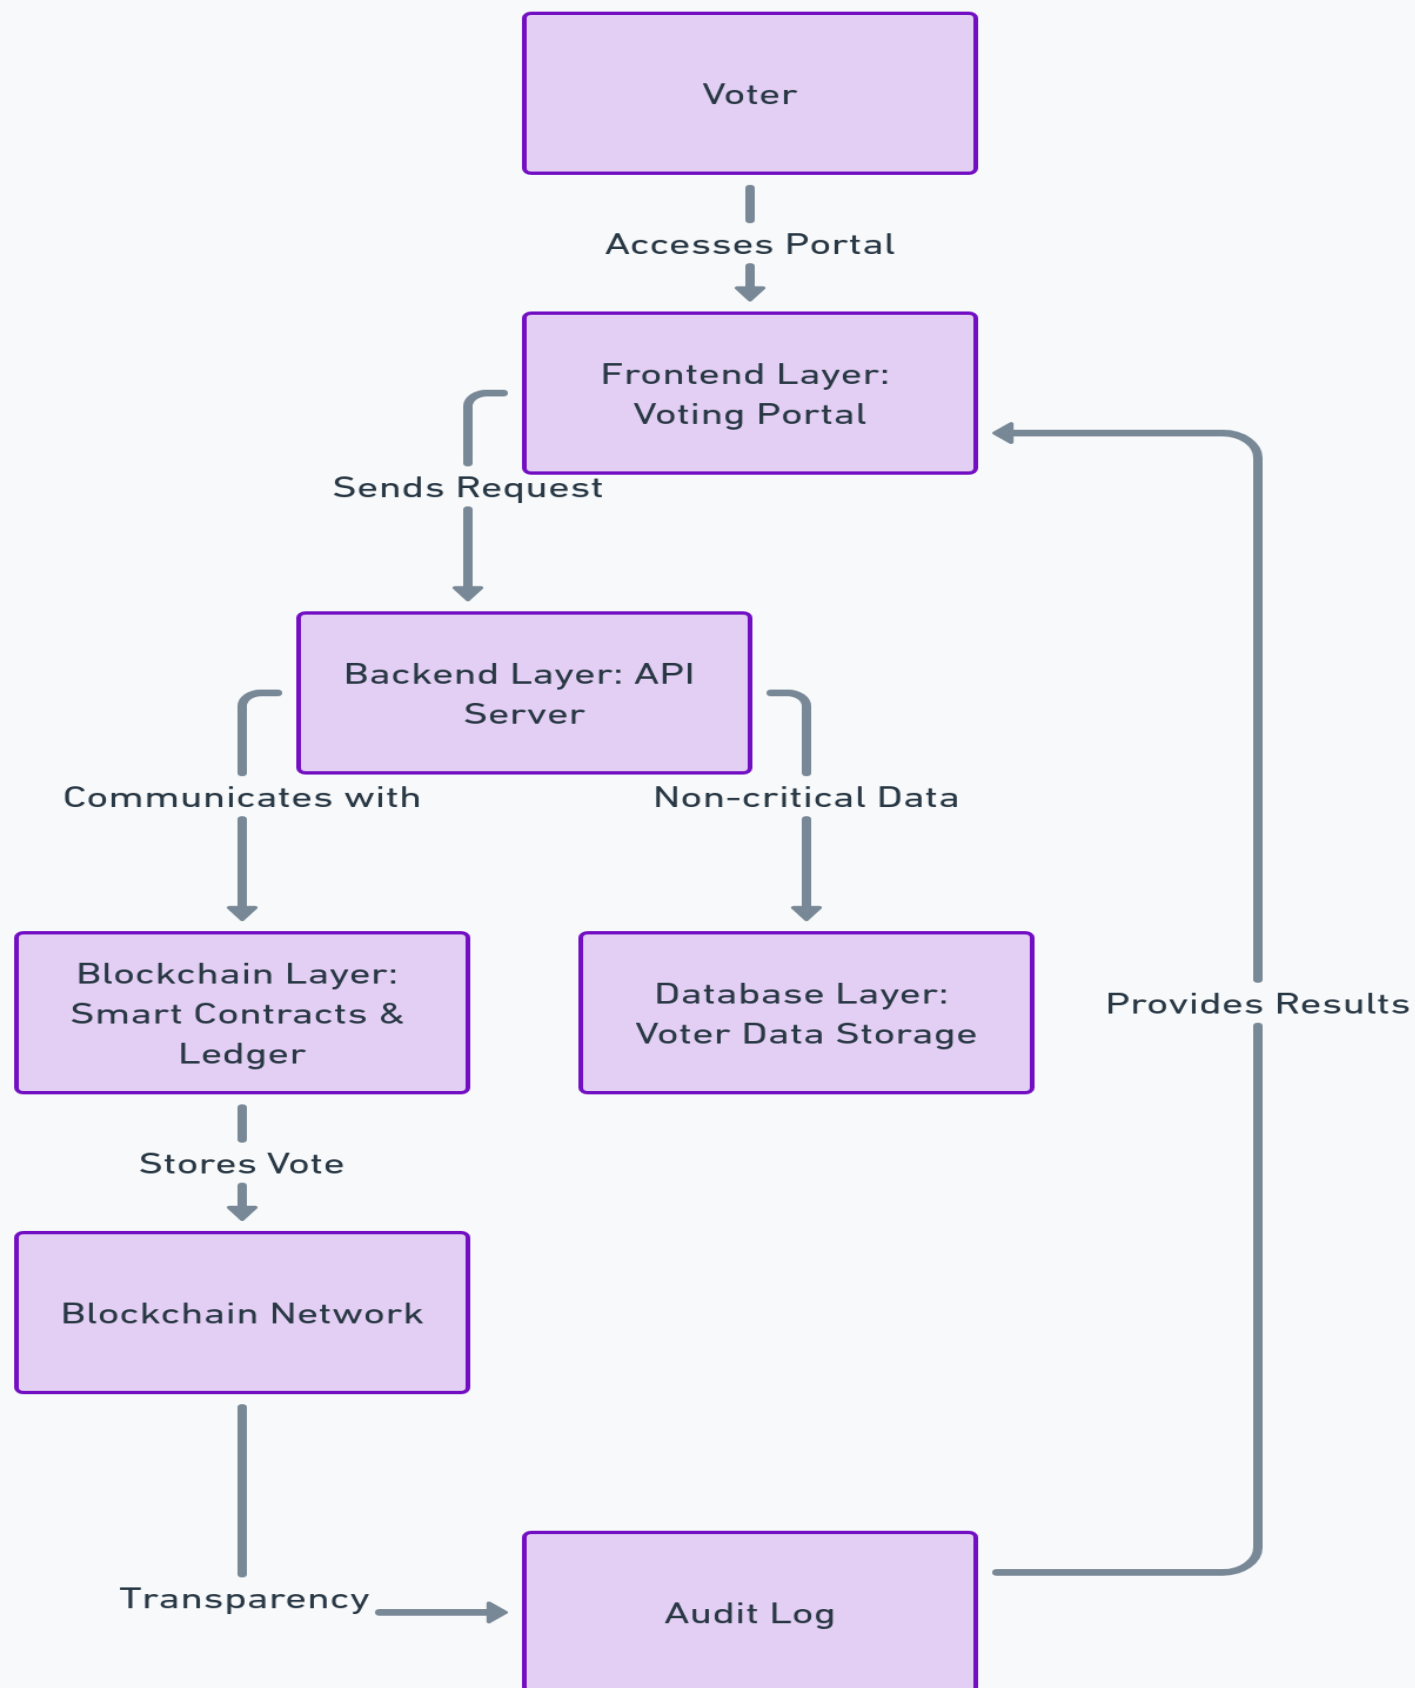 Voter
Accesses Portal
Frontend Layer:
Voting Portal
Sends Request
Backend Layer: API
Server
Communicates with
Non-critical Data
Blockchain Layer:
Smart Contracts &
Ledger
Database Layer:
Voter Data Storage
Provides Results
Stores Vote
Blockchain Network
Transparency
Audit Log